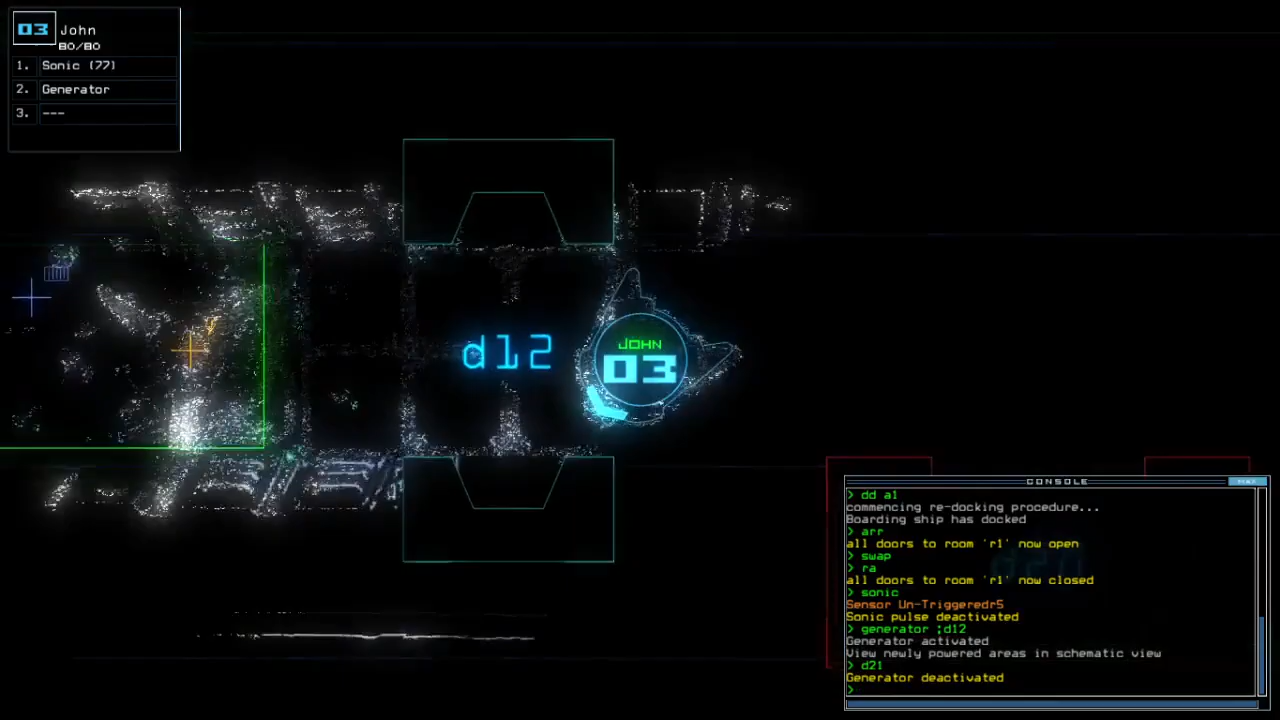 03 John
80/80
1. Sonic (77)
2. Generator
3. ---
d12
JOHN
03
CONSOLE
> dd a1
commencing re-docking procedure...
Boarding ship has docked
> arr
all doors to room 'r1' now open
> swap
> ra
all doors to room 'r1' now closed
> sonic
Sensor Un-Triggeredr5
Sonic pulse deactivated
> generator ;d12
Generator activated
View newly powered areas in schematic view
> d21
Generator deactivated
>